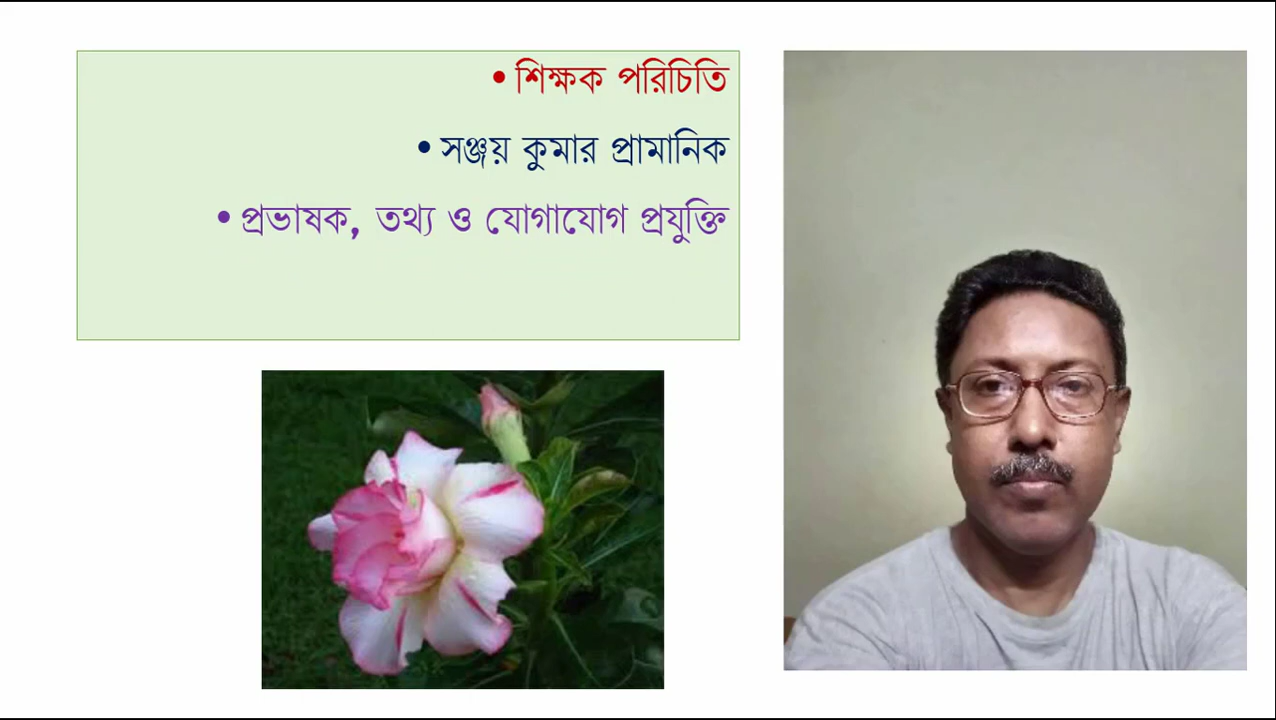 • শিক্ষক পরিচিতি
• সঞ্জয় কুমার প্রামানিক
• প্রভাষক, তথ্য ও যোগাযোগ প্রযুক্তি